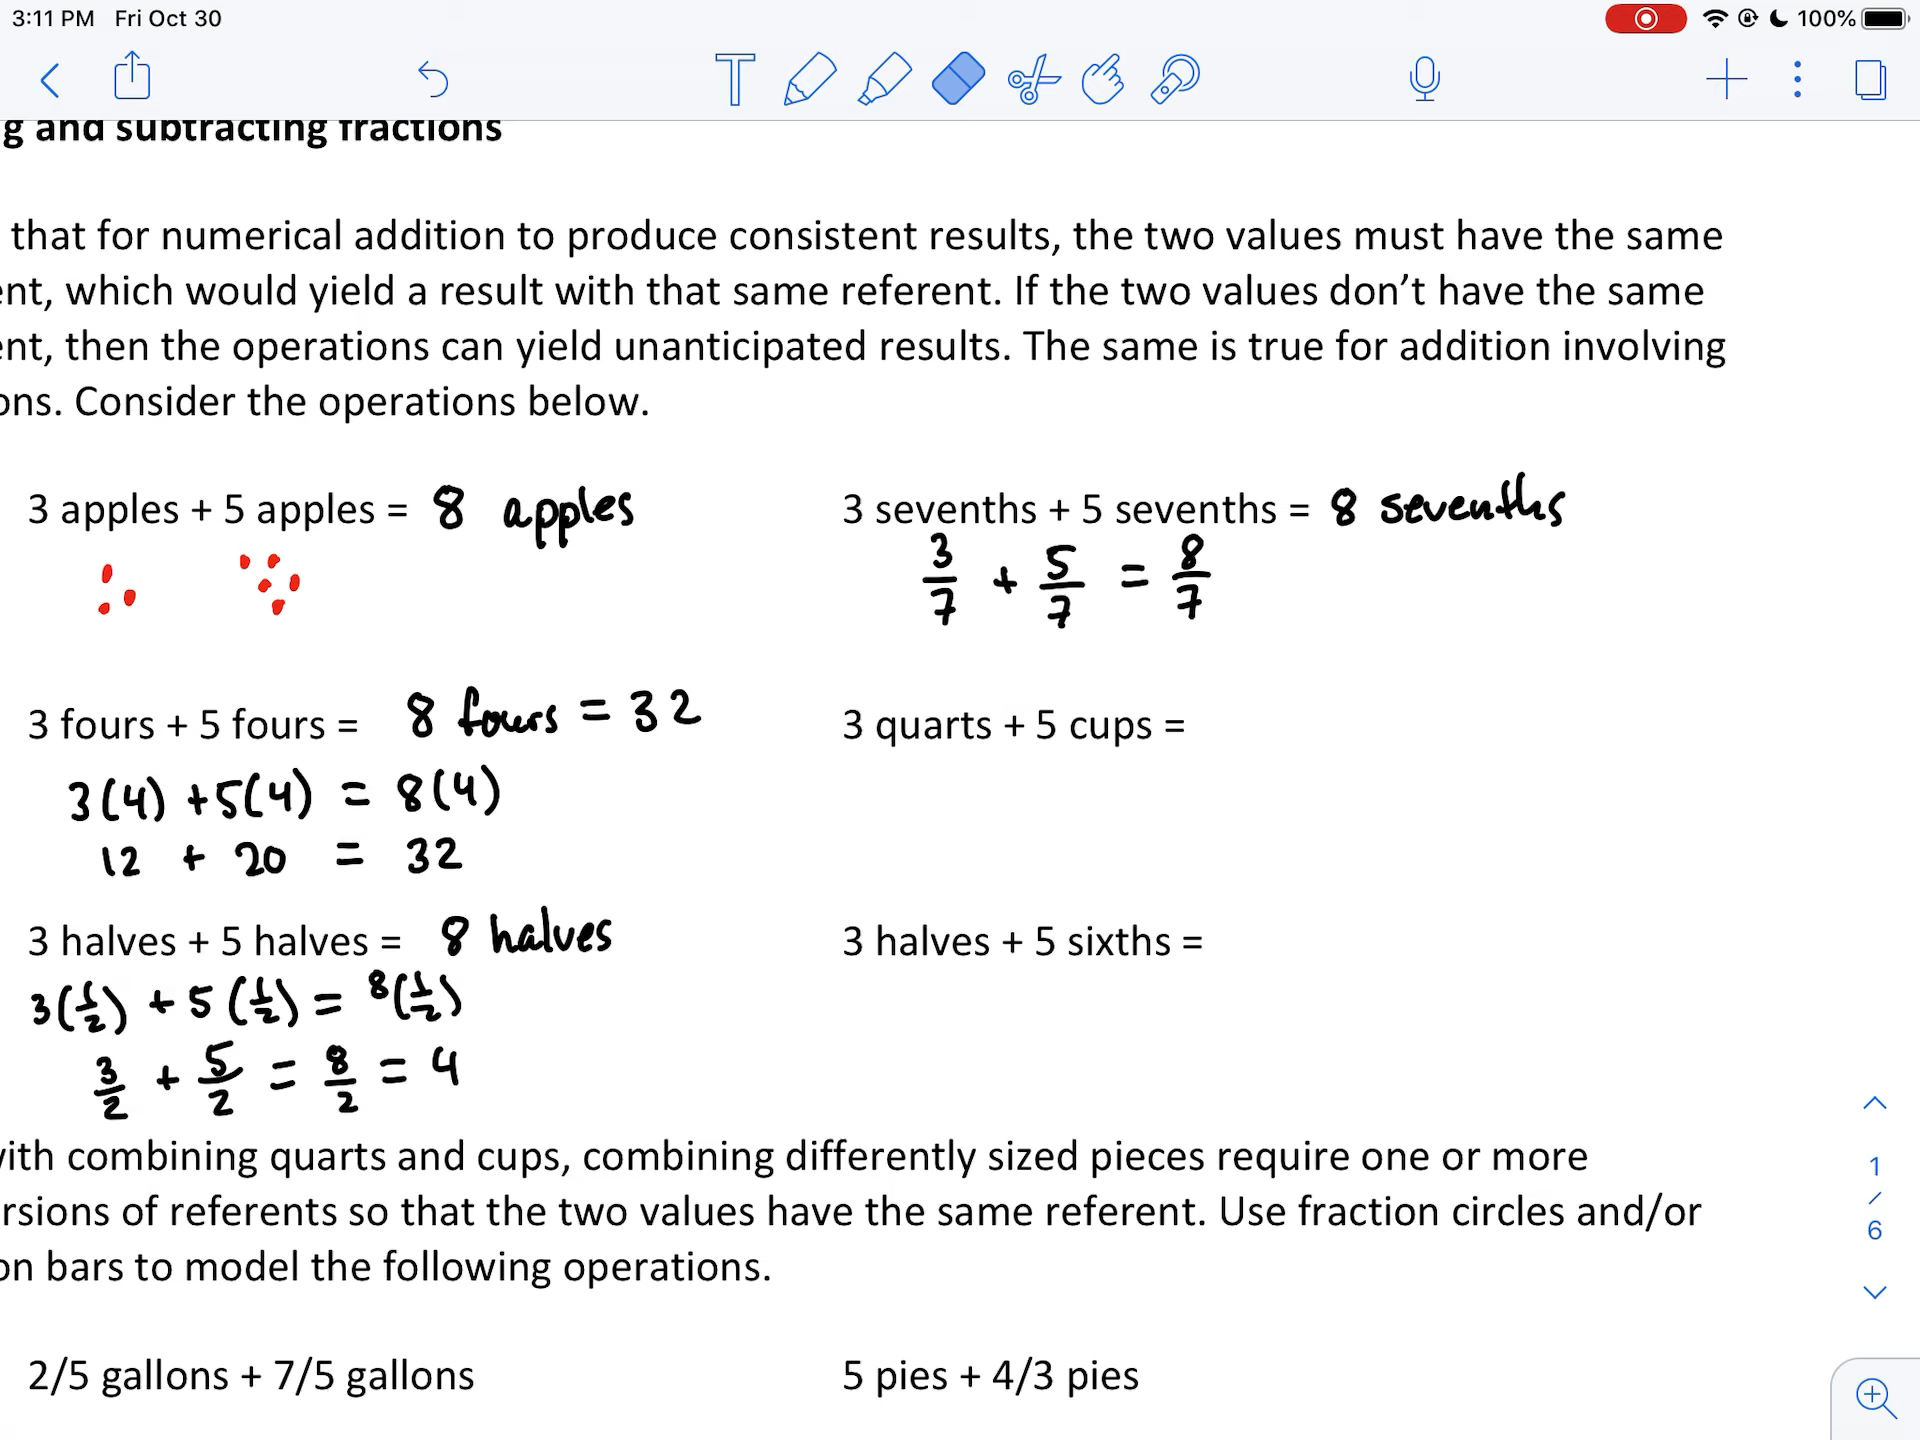 3:11 PM Fri Oct 30 100%
T
g and subtracting fractions
that for numerical addition to produce consistent results, the two values must have the same
ent, which would yield a result with that same referent. If the two values don’t have the same
ent, then the operations can yield unanticipated results. The same is true for addition involving
ons. Consider the operations below.
3 apples + 5 apples = 8 apples
3 sevenths + 5 sevenths = 8 sevenths
3/7 + 5/7 = 8/7
3 fours + 5 fours = 8 fours = 32
3 quarts + 5 cups =
3(4) + 5(4) = 8(4)
12 + 20 = 32
3 halves + 5 halves = 8 halves
3 halves + 5 sixths =
3(1/2) + 5(1/2) = 8(1/2)
3/2 + 5/2 = 8/2 = 4
with combining quarts and cups, combining differently sized pieces require one or more
rsions of referents so that the two values have the same referent. Use fraction circles and/or
on bars to model the following operations.
2/5 gallons + 7/5 gallons
5 pies + 4/3 pies
1
/
6